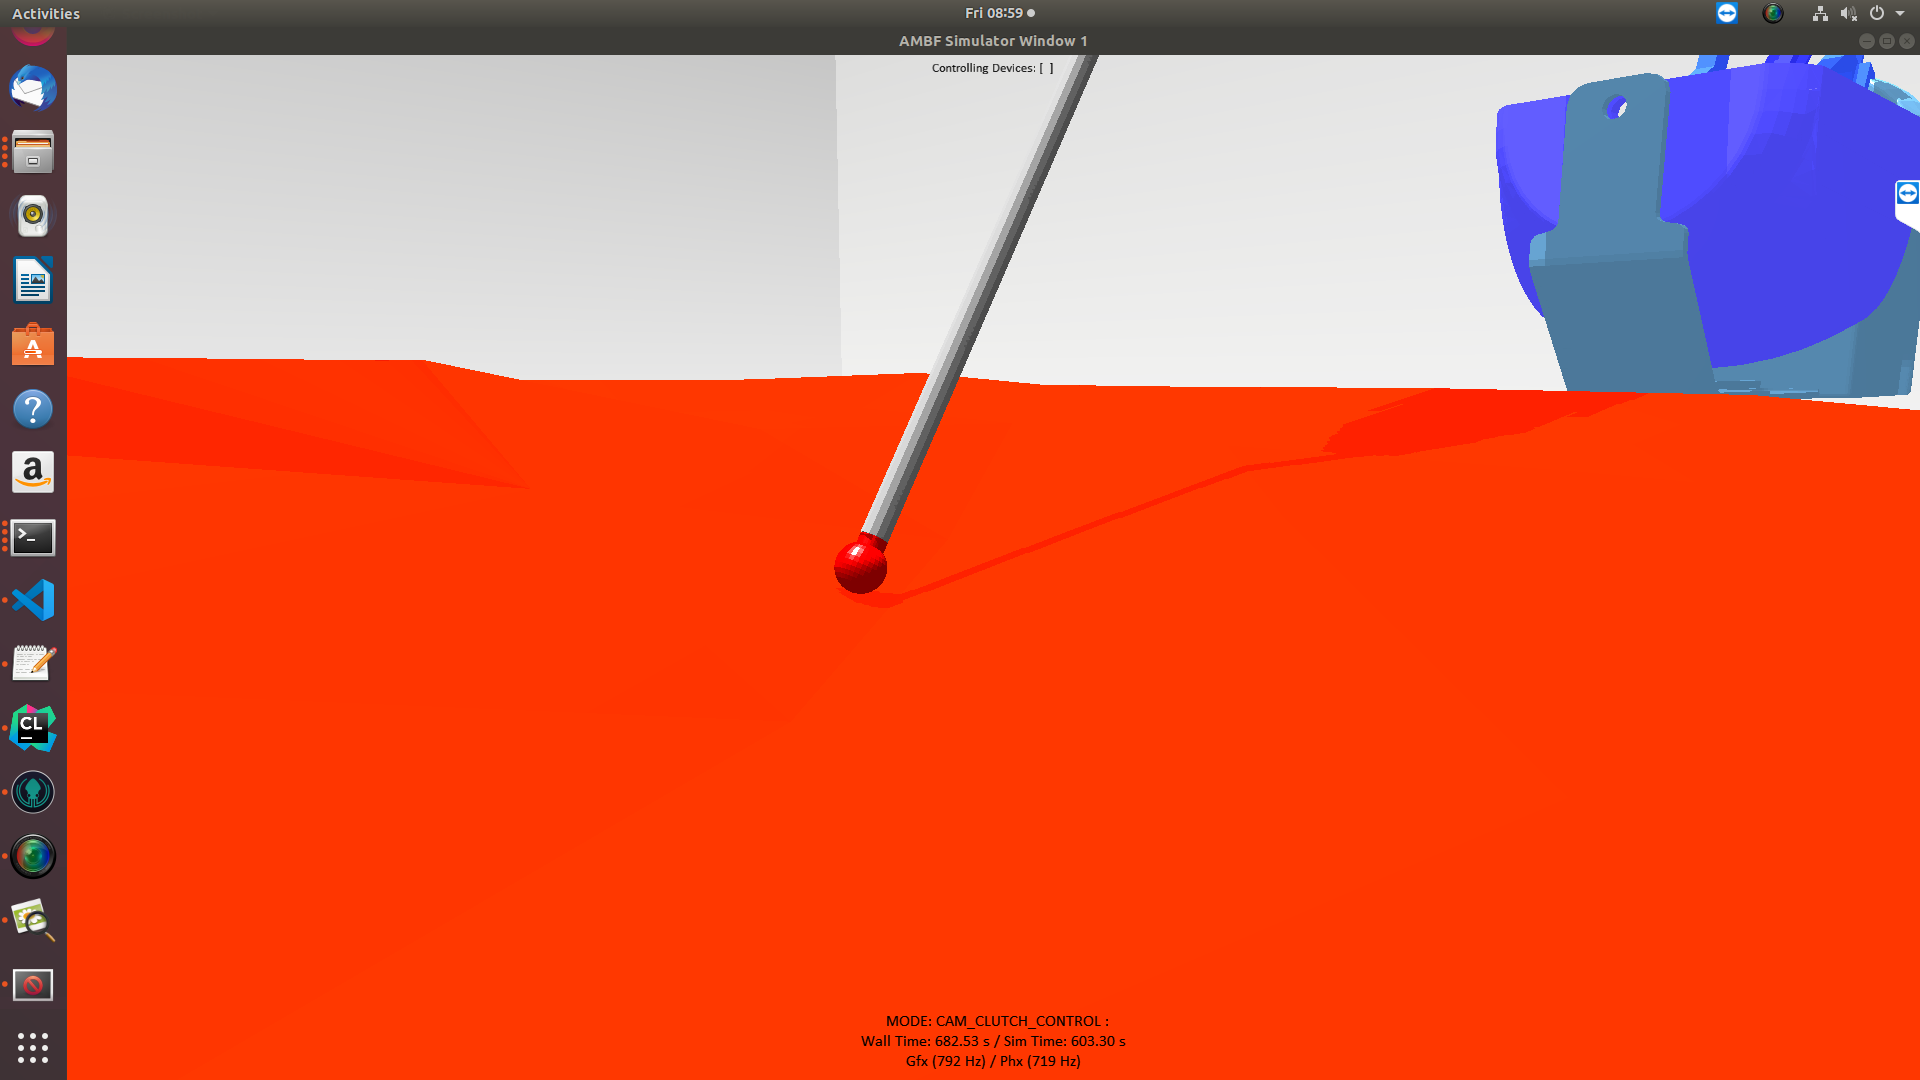 Activities
Fri 08:59
AMBF Simulator Window 1
Controlling Devices: [ ]
a
CL
MODE: CAM_CLUTCH_CONTROL :
Wall Time: 682.53 s / Sim Time: 603.30 s
Gfx (792 Hz) / Phx (719 Hz)